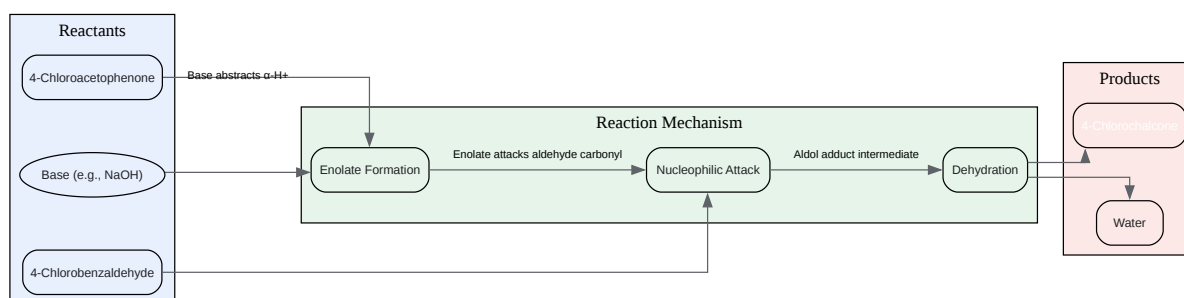 Reactants
4-Chloroacetophenone
Base abstracts α-H+
Base (e.g., NaOH)
4-Chlorobenzaldehyde
Reaction Mechanism
Enolate Formation
Enolate attacks aldehyde carbonyl
Nucleophilic Attack
Aldol adduct intermediate
Dehydration
Products
4-Chlorochalcone
Water